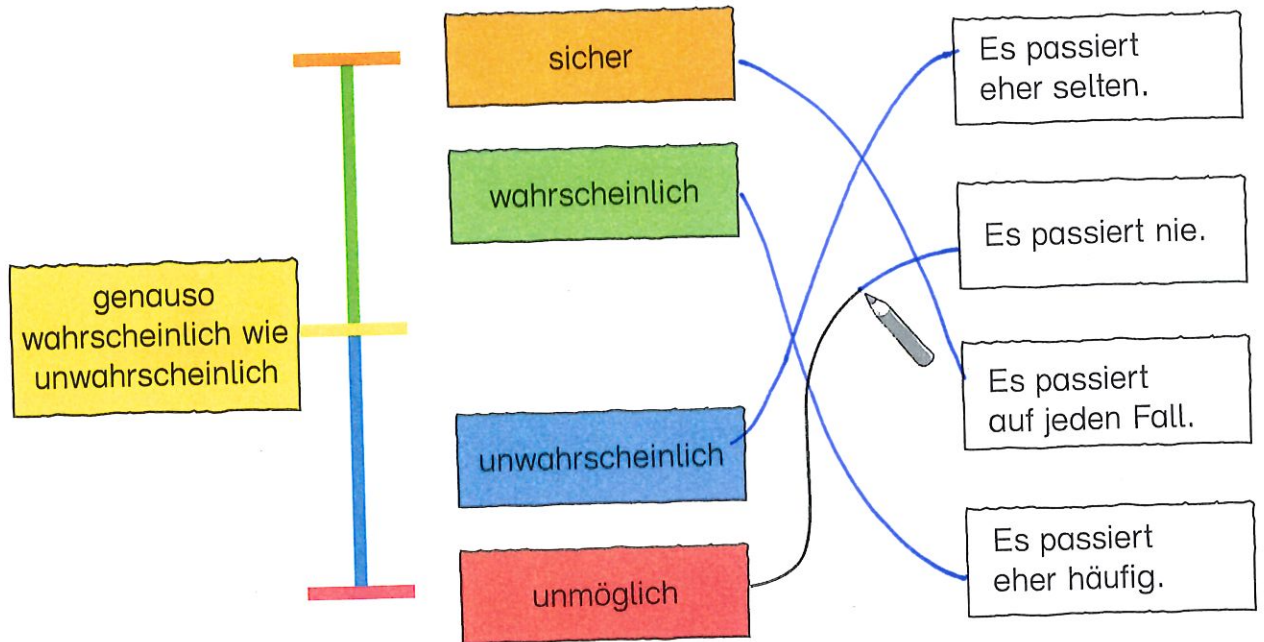 sicher
wahrscheinlich
genauso
wahrscheinlich wie
unwahrscheinlich
unwahrscheinlich
unmöglich
Es passiert
eher selten.
Es passiert nie.
Es passiert
auf jeden Fall.
Es passiert
eher häufig.